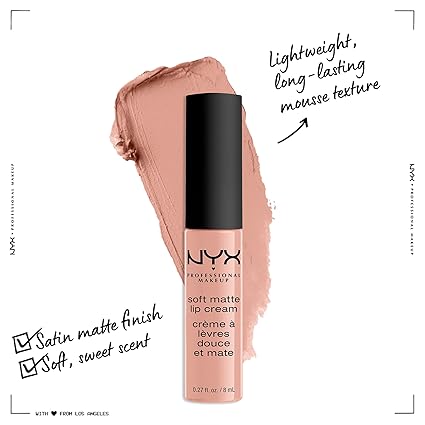 Lightweight,
long-lasting
mousse texture
NYX • PROFESSIONAL MAKEUP
NYX • PROFESSIONAL MAKEUP
NYX
PROFESSIONAL
MAKEUP
soft matte
lip cream
crème à
lèvres
douce
et mate
0.27 fl. oz. / 8 mL
Satin matte finish
Soft, sweet scent
WITH ♥ FROM LOS ANGELES